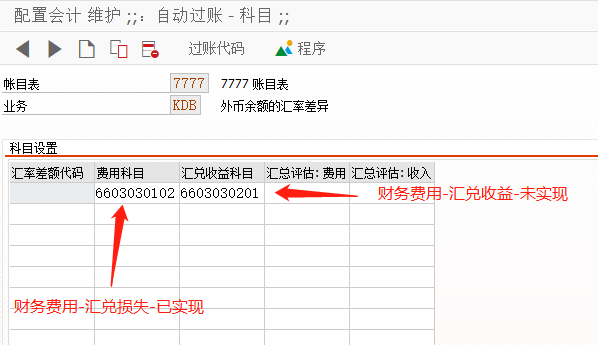 配置会计 维护 ;;: 自动过账 - 科目 ;;
过账代码 程序
帐目表 7777 7777 账目表
业务 KDB 外币余额的汇率差异
科目设置
汇率差额代码 费用科目 汇兑收益科目 汇总评估:费用 汇总评估:收入
6603030102 6603030201
财务费用-汇兑收益-未实现
财务费用-汇兑损失-已实现